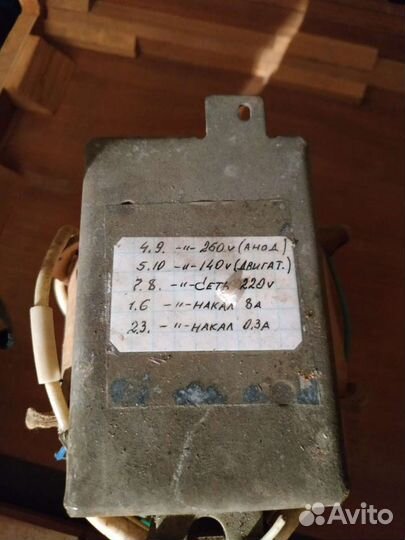 4.9. -"- 260v (АНОД.)
5.10 -"- 140v (ДВИГАТ.)
7.8. -"- СЕТЬ 220v
1.6 -"- НАКАЛ 8А
2.3. -"- НАКАЛ 0.3А
Avito